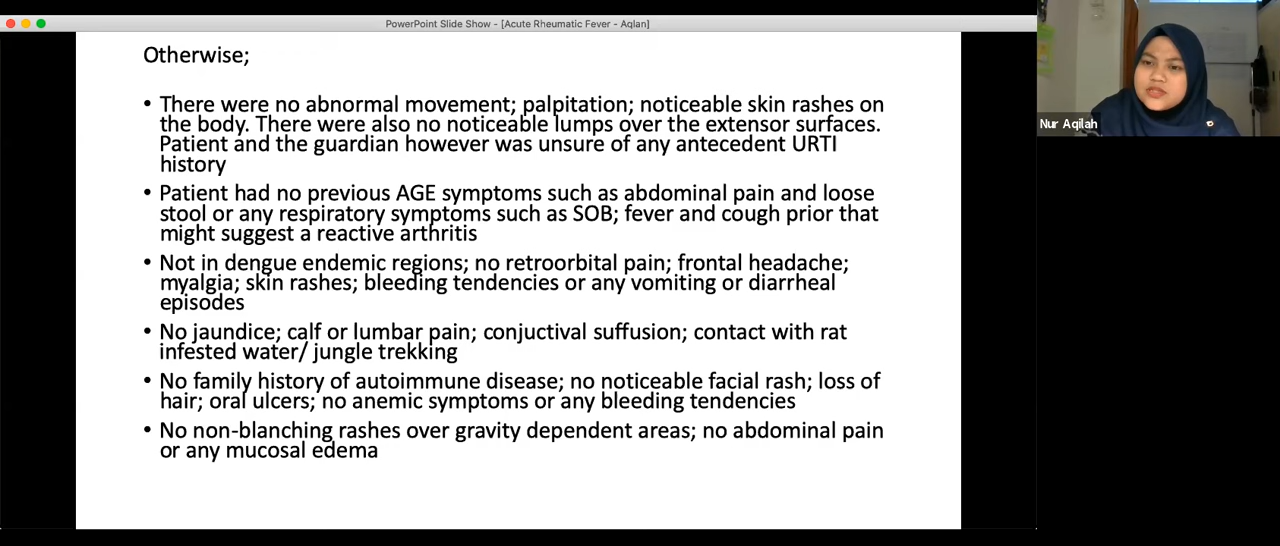 PowerPoint Slide Show - [Acute Rheumatic Fever - Aqlan]
Otherwise;
• There were no abnormal movement; palpitation; noticeable skin rashes on
the body. There were also no noticeable lumps over the extensor surfaces.
Patient and the guardian however was unsure of any antecedent URTI
history
• Patient had no previous AGE symptoms such as abdominal pain and loose
stool or any respiratory symptoms such as SOB; fever and cough prior that
might suggest a reactive arthritis
• Not in dengue endemic regions; no retroorbital pain; frontal headache;
myalgia; skin rashes; bleeding tendencies or any vomiting or diarrheal
episodes
• No jaundice; calf or lumbar pain; conjuctival suffusion; contact with rat
infested water/ jungle trekking
• No family history of autoimmune disease; no noticeable facial rash; loss of
hair; oral ulcers; no anemic symptoms or any bleeding tendencies
• No non-blanching rashes over gravity dependent areas; no abdominal pain
or any mucosal edema
Nur Aqilah